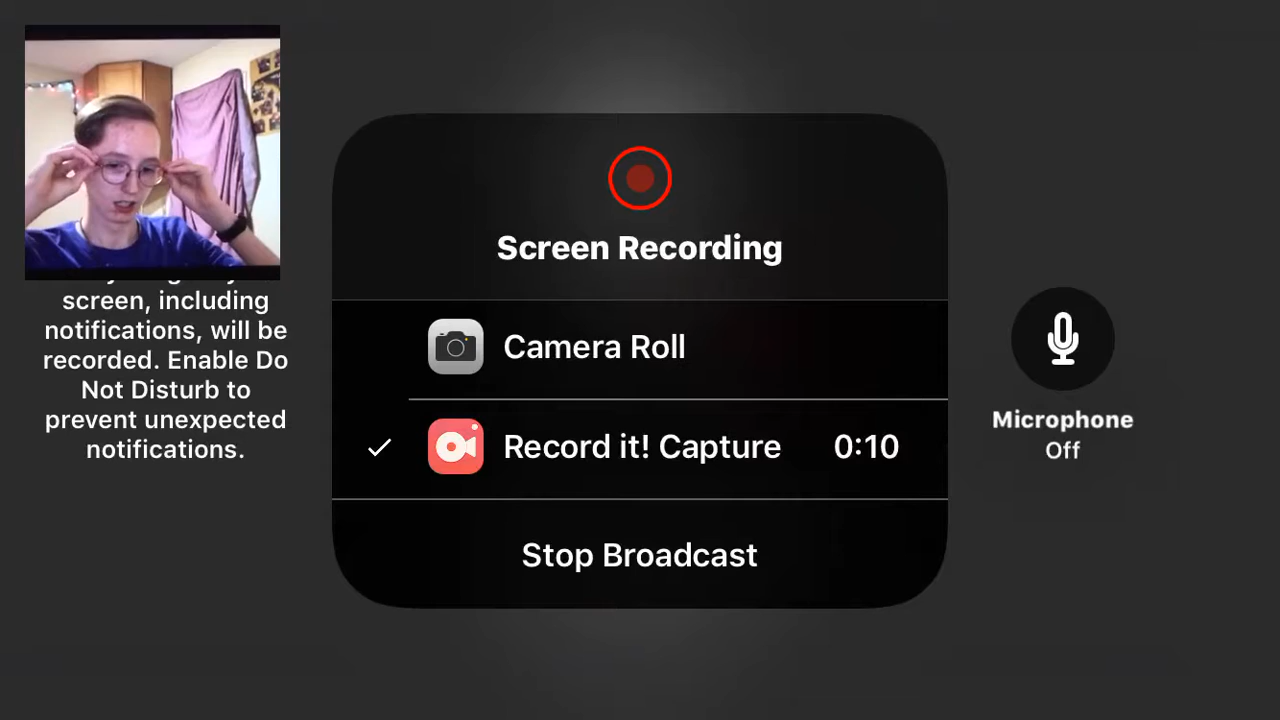 screen, including
notifications, will be
recorded. Enable Do
Not Disturb to
prevent unexpected
notifications.
Screen Recording
Camera Roll
Record it! Capture 0:10
Stop Broadcast
Microphone
Off